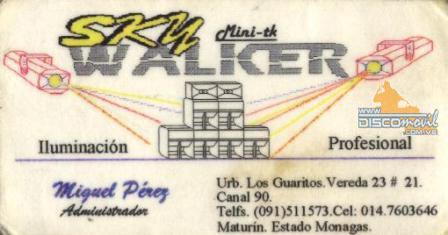 SKY Mini-tk
WALKER
www.
DISCOmovil
.COM.VE
Iluminación Profesional
Miguel Pérez
Administrador
Urb. Los Guaritos.Vereda 23 # 21.
Canal 90.
Telfs. (091)511573.Cel: 014.7603646
Maturín. Estado Monagas.